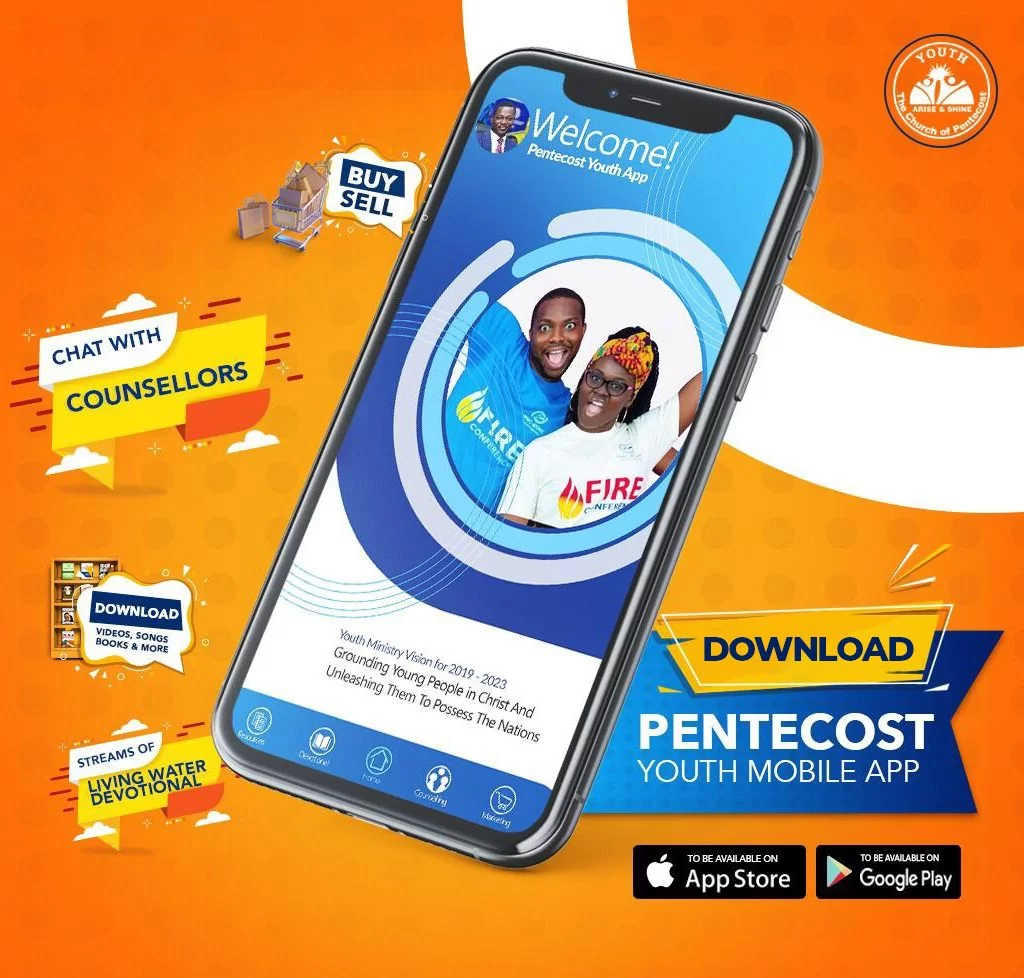 YOUTH
ARISE & SHINE
The Church of Pentecost
Welcome!
Pentecost Youth App
BUY
SELL
CHAT WITH
COUNSELLORS
FIRE
CONFERENCE
FIRE
DOWNLOAD
VIDEOS, SONGS
BOOKS & MORE
STREAMS OF
LIVING WATER
DEVOTIONAL
Youth Ministry Vision for 2019 - 2023
Grounding Young People in Christ And
Unleashing Them To Possess The Nations
Resources
Devotional
Home
Counseling
Marketing
DOWNLOAD
PENTECOST
YOUTH MOBILE APP
TO BE AVAILABLE ON
App Store
TO BE AVAILABLE ON
Google Play